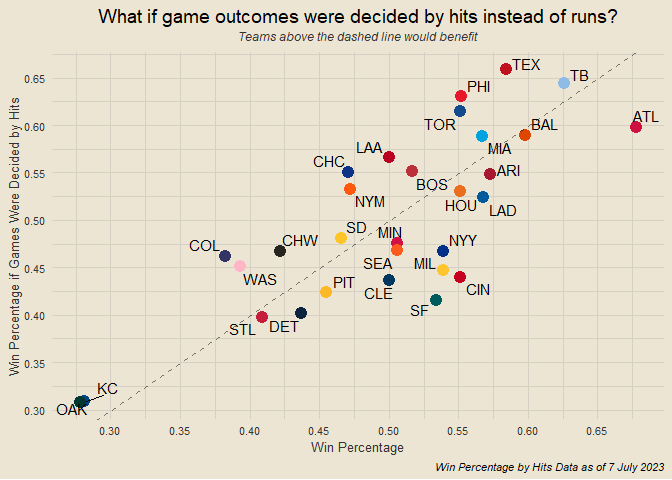 What if game outcomes were decided by hits instead of runs?
Teams above the dashed line would benefit
Win Percentage if Games Were Decided by Hits
0.65
0.60
0.55
0.50
0.45
0.40
0.35
0.30
TEX
TB
PHI
TOR
ATL
BAL
MIA
LAA
CHC
BOS
ARI
NYM
HOU
LAD
SD
MIN
CHW
NYY
COL
SEA
MIL
WAS
PIT
CLE
CIN
SF
STL
DET
KC
OAK
0.30
0.35
0.40
0.45
0.50
0.55
0.60
0.65
Win Percentage
Win Percentage by Hits Data as of 7 July 2023